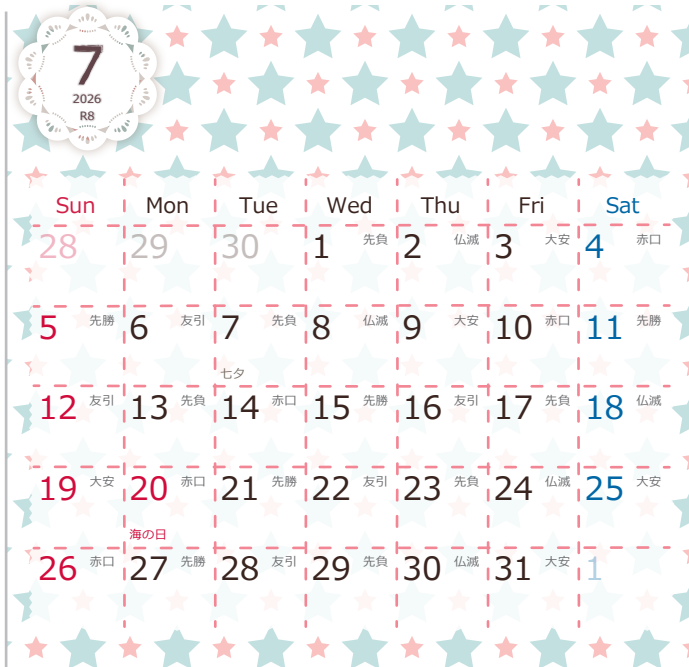 7
2026
R8
Sun Mon Tue Wed Thu Fri Sat
28 29 30 1 先負 2 仏滅 3 大安 4 赤口
5 先勝 6 友引 7 先負 8 仏滅 9 大安 10 赤口 11 先勝
七夕
12 友引 13 先負 14 赤口 15 先勝 16 友引 17 先負 18 仏滅
19 大安 20 赤口 21 先勝 22 友引 23 先負 24 仏滅 25 大安
海の日
26 赤口 27 先勝 28 友引 29 先負 30 仏滅 31 大安 1